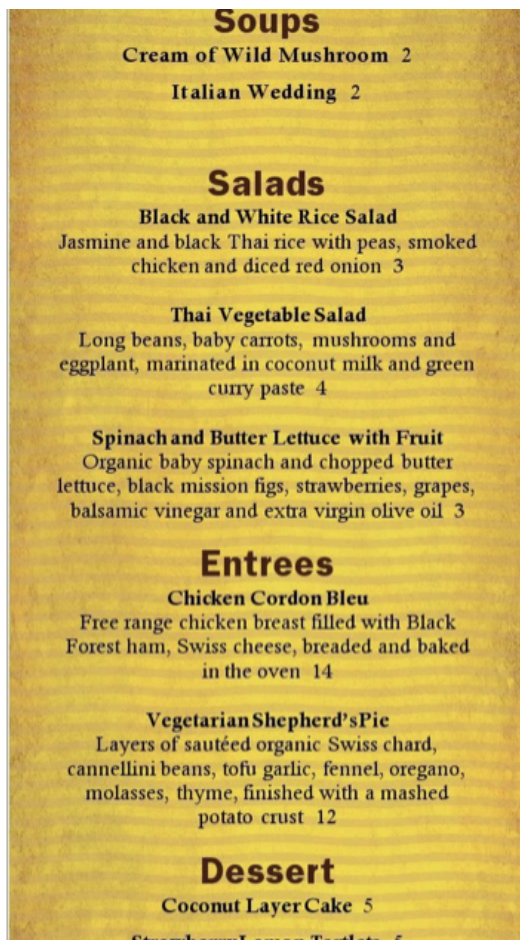 Soups
Cream of Wild Mushroom 2
Italian Wedding 2
Salads
Black and White Rice Salad
Jasmine and black Thai rice with peas, smoked
chicken and diced red onion 3
Thai Vegetable Salad
Long beans, baby carrots, mushrooms and
eggplant, marinated in coconut milk and green
curry paste 4
Spinach and Butter Lettuce with Fruit
Organic baby spinach and chopped butter
lettuce, black mission figs, strawberries, grapes,
balsamic vinegar and extra virgin olive oil 3
Entrees
Chicken Cordon Bleu
Free range chicken breast filled with Black
Forest ham, Swiss cheese, breaded and baked
in the oven 14
Vegetarian Shepherd's Pie
Layers of sautéed organic Swiss chard,
cannellini beans, tofu garlic, fennel, oregano,
molasses, thyme, finished with a mashed
potato crust 12
Dessert
Coconut Layer Cake 5
Strawberry Lemon Tartlets 5